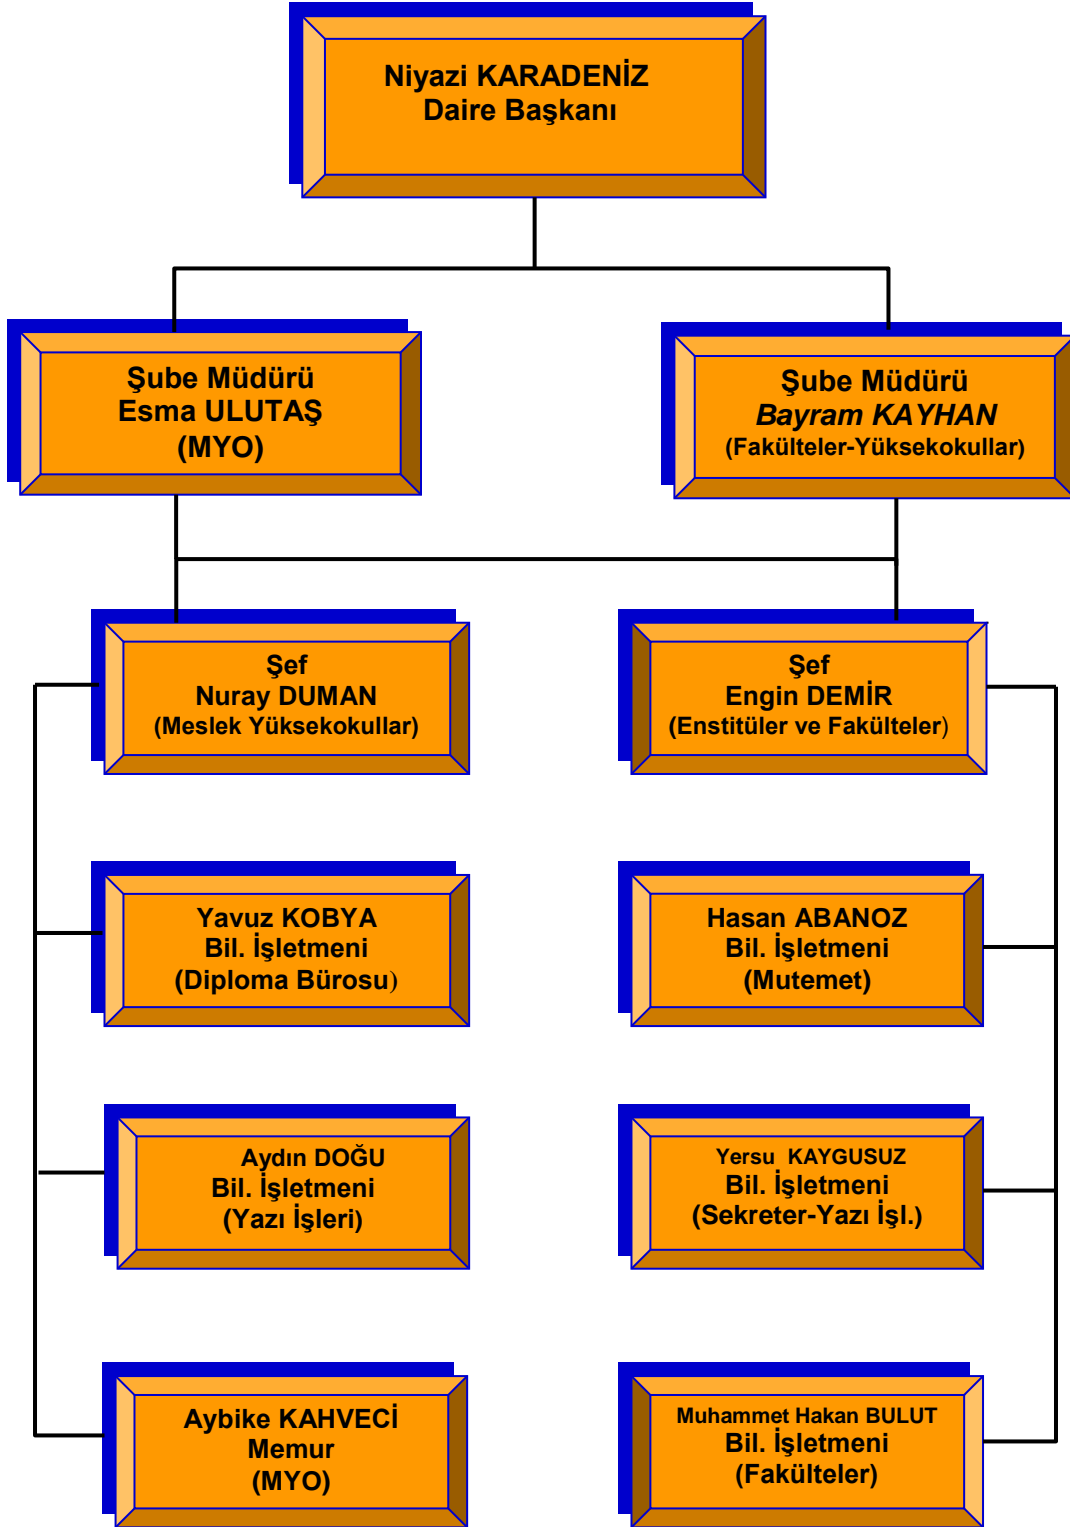 Niyazi KARADENİZ
Daire Başkanı
Şube Müdürü
Esma ULUTAŞ
(MYO)
Şube Müdürü
Bayram KAYHAN
(Fakülteler-Yüksekokullar)
Şef
Nuray DUMAN
(Meslek Yüksekokullar)
Şef
Engin DEMİR
(Enstitüler ve Fakülteler)
Yavuz KOBYA
Bil. İşletmeni
(Diploma Bürosu)
Hasan ABANOZ
Bil. İşletmeni
(Mutemet)
Aydın DOĞU
Bil. İşletmeni
(Yazı İşleri)
Yersu KAYGUSUZ
Bil. İşletmeni
(Sekreter-Yazı İşl.)
Aybike KAHVECİ
Memur
(MYO)
Muhammet Hakan BULUT
Bil. İşletmeni
(Fakülteler)